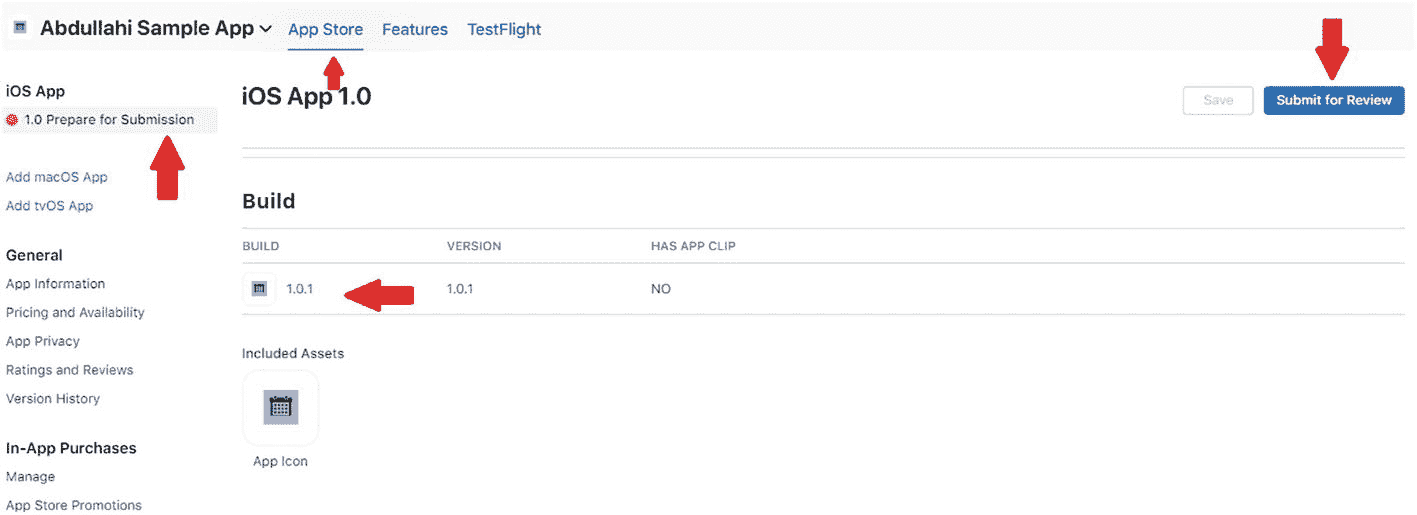 Abdullahi Sample App
App Store
Features
TestFlight
iOS App
1.0 Prepare for Submission
Add macOS App
Add tvOS App
General
App Information
Pricing and Availability
App Privacy
Ratings and Reviews
Version History
In-App Purchases
Manage
App Store Promotions
iOS App 1.0
Save
Submit for Review
Build
BUILD VERSION HAS APP CLIP
1.0.1 1.0.1 NO
Included Assets
App Icon